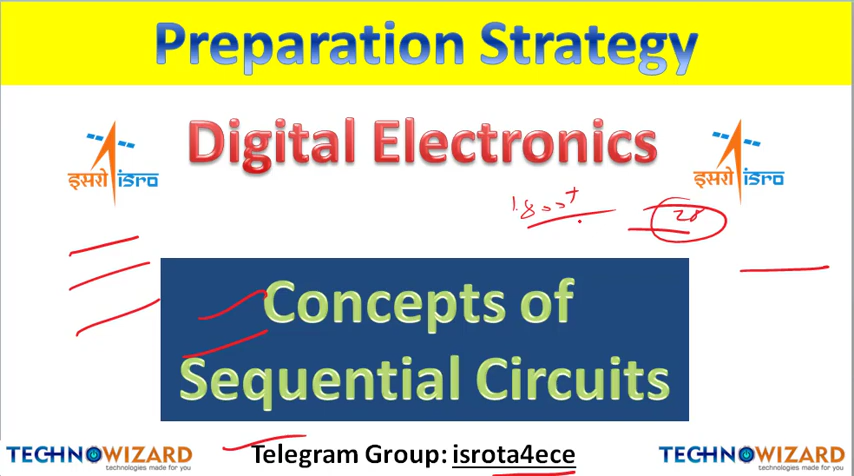 Preparation Strategy
Digital Electronics
इसरो isro
इसरो isro
1800+
28
Concepts of
Sequential Circuits
TECHNOWIZARD
technologies made for you
Telegram Group: isrota4ece
TECHNOWIZARD
technologies made for you